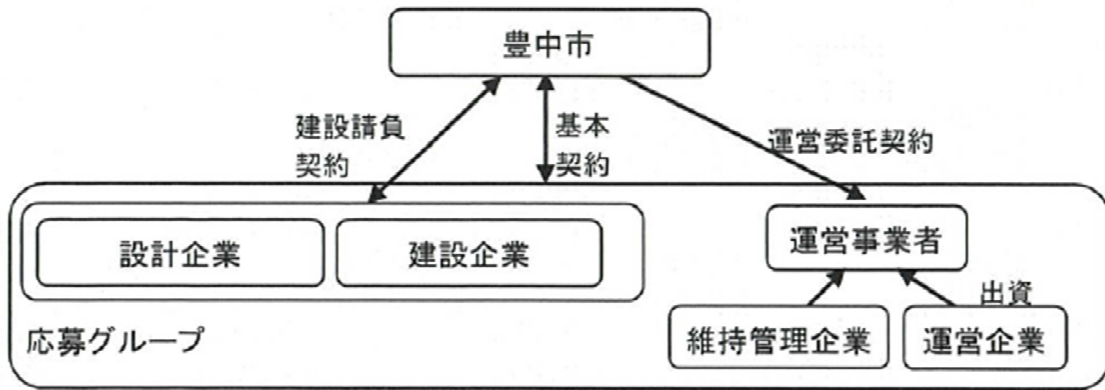 豊中市
建設請負
契約
基本
契約
運営委託契約
設計企業
建設企業
運営事業者
出資
維持管理企業
運営企業
応募グループ